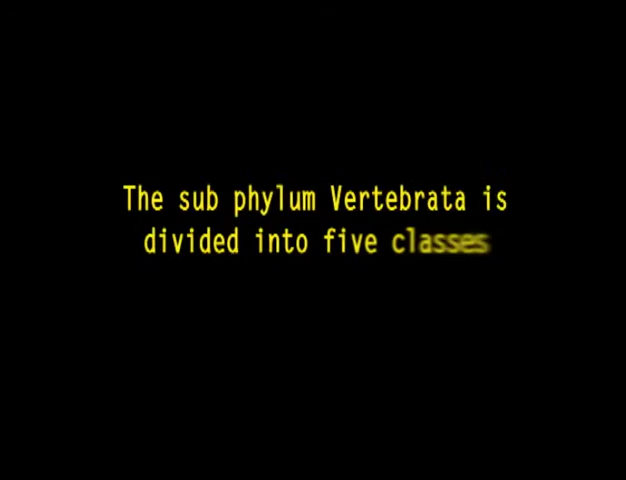 The sub phylum Vertebrata is
divided into five classes